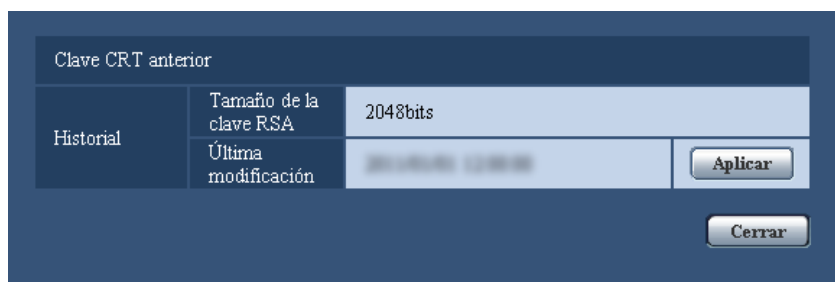 Clave CRT anterior
Historial
Tamaño de la
clave RSA
2048bits
Última
modificación
Aplicar
Cerrar